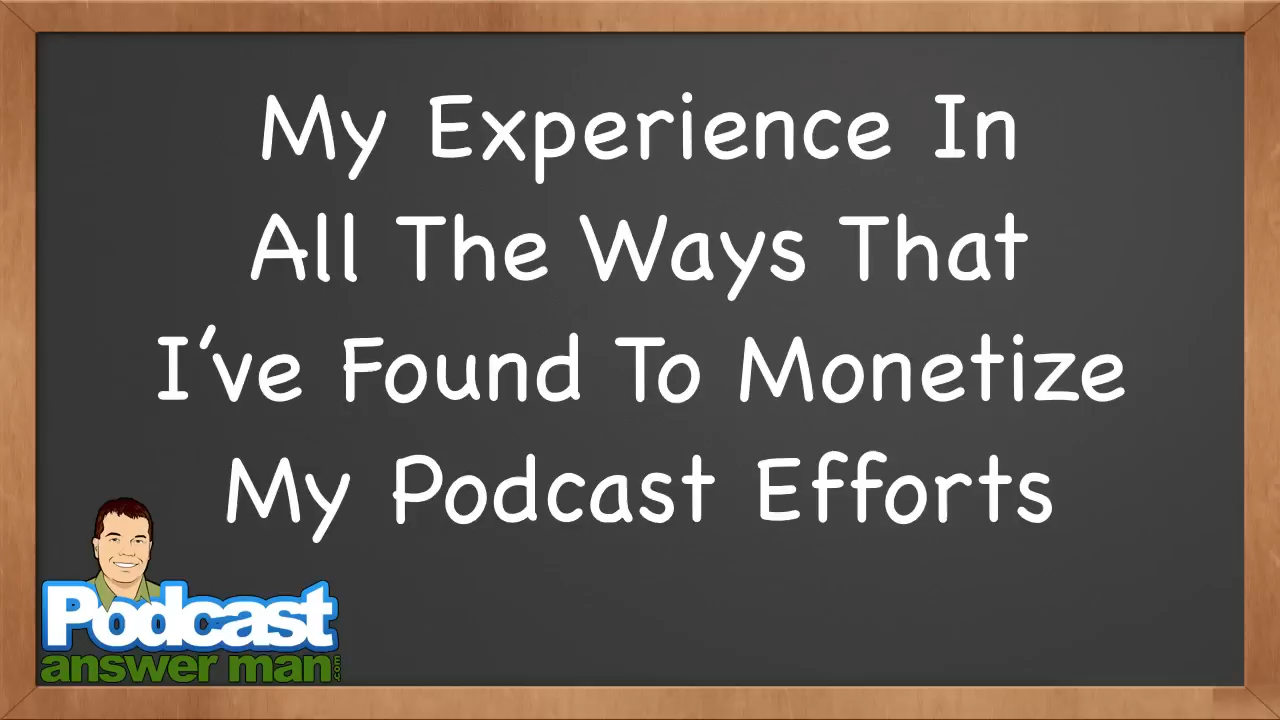 My Experience In
All The Ways That
I've Found To Monetize
My Podcast Efforts
Podcast
answer man.com